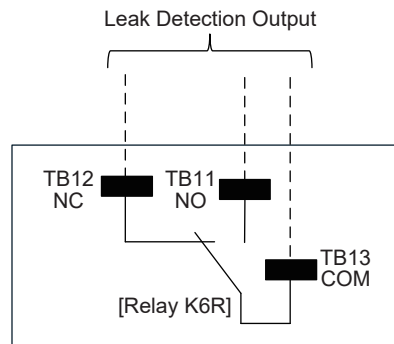 Leak Detection Output
TB12
NC
TB11
NO
TB13
COM
[Relay K6R]